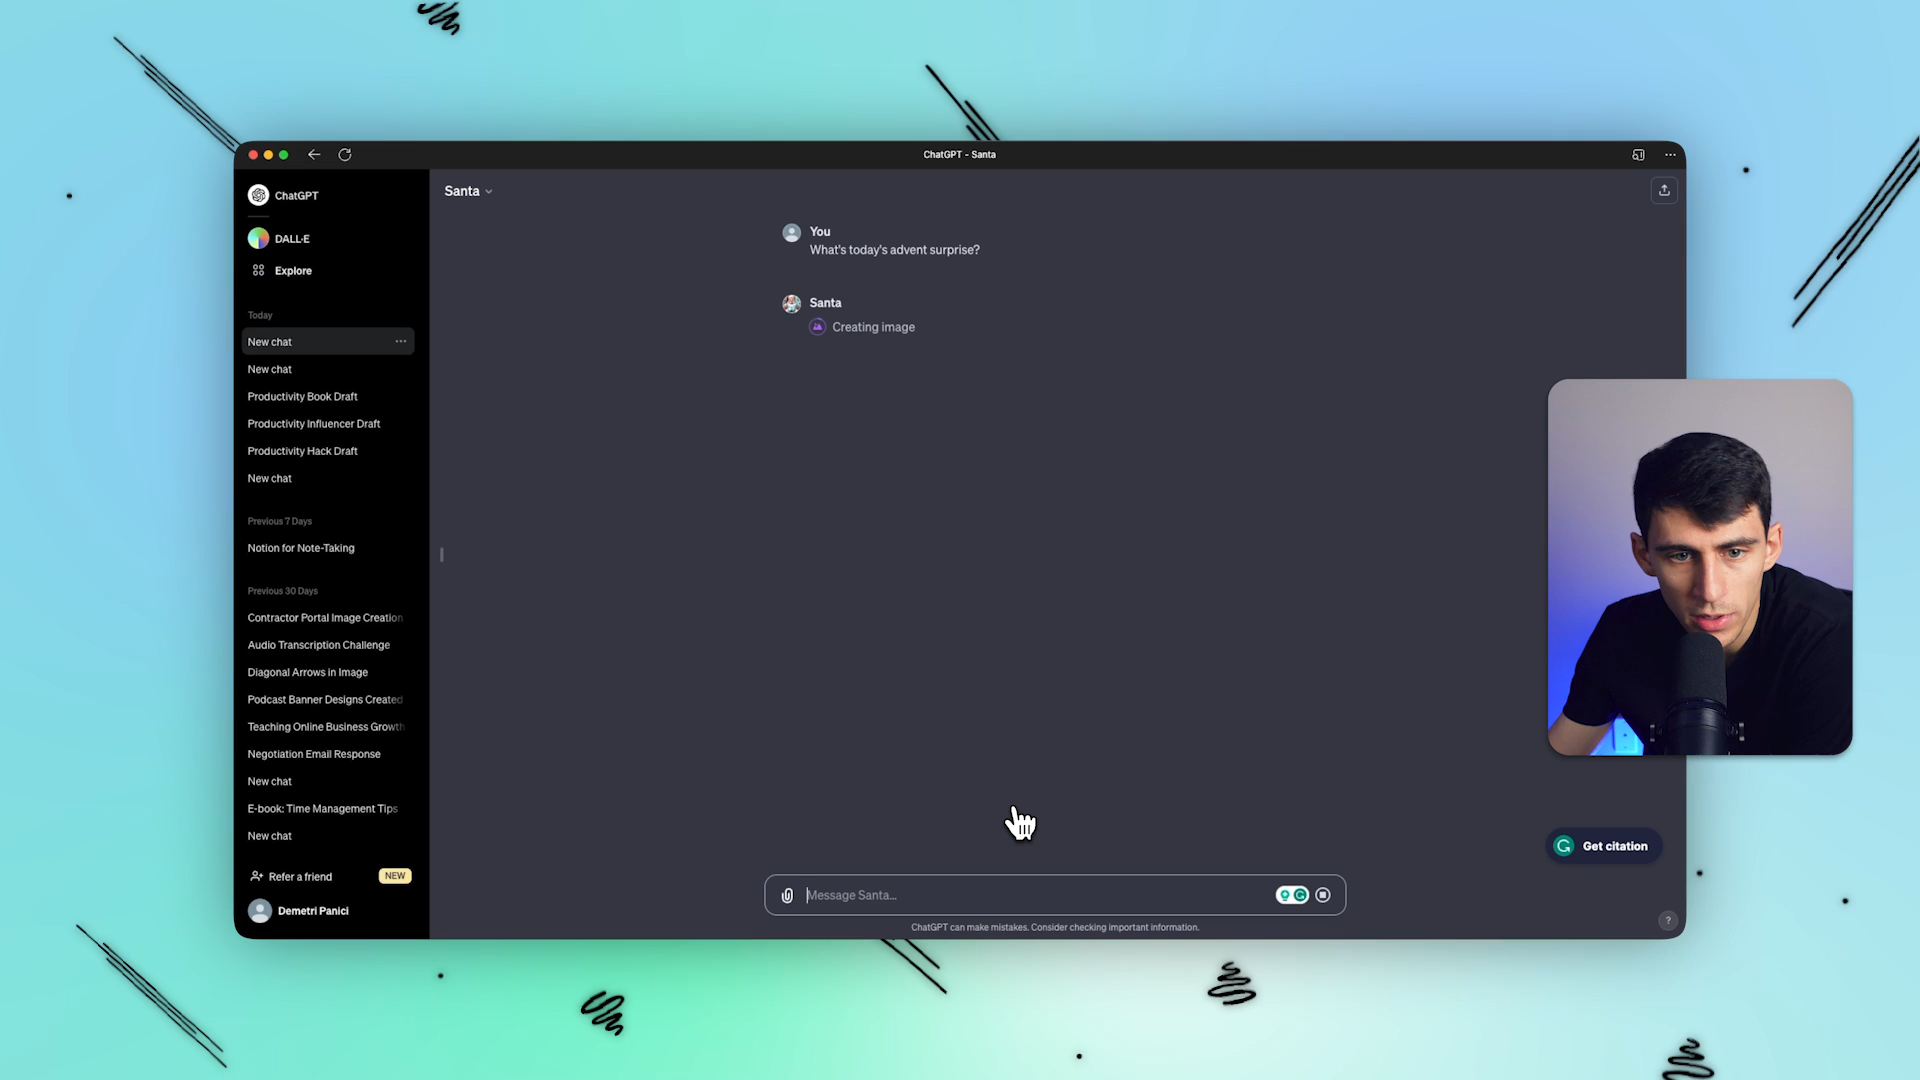 ChatGPT - Santa
ChatGPT
DALL·E
Explore
Today
New chat
New chat
Productivity Book Draft
Productivity Influencer Draft
Productivity Hack Draft
New chat
Previous 7 Days
Notion for Note-Taking
Previous 30 Days
Contractor Portal Image Creation
Audio Transcription Challenge
Diagonal Arrows in Image
Podcast Banner Designs Created
Teaching Online Business Growth
Negotiation Email Response
New chat
E-book: Time Management Tips
New chat
Refer a friend NEW
Demetri Panici
Santa
You
What's today's advent surprise?
Santa
Creating image
Get citation
Message Santa...
ChatGPT can make mistakes. Consider checking important information.
?